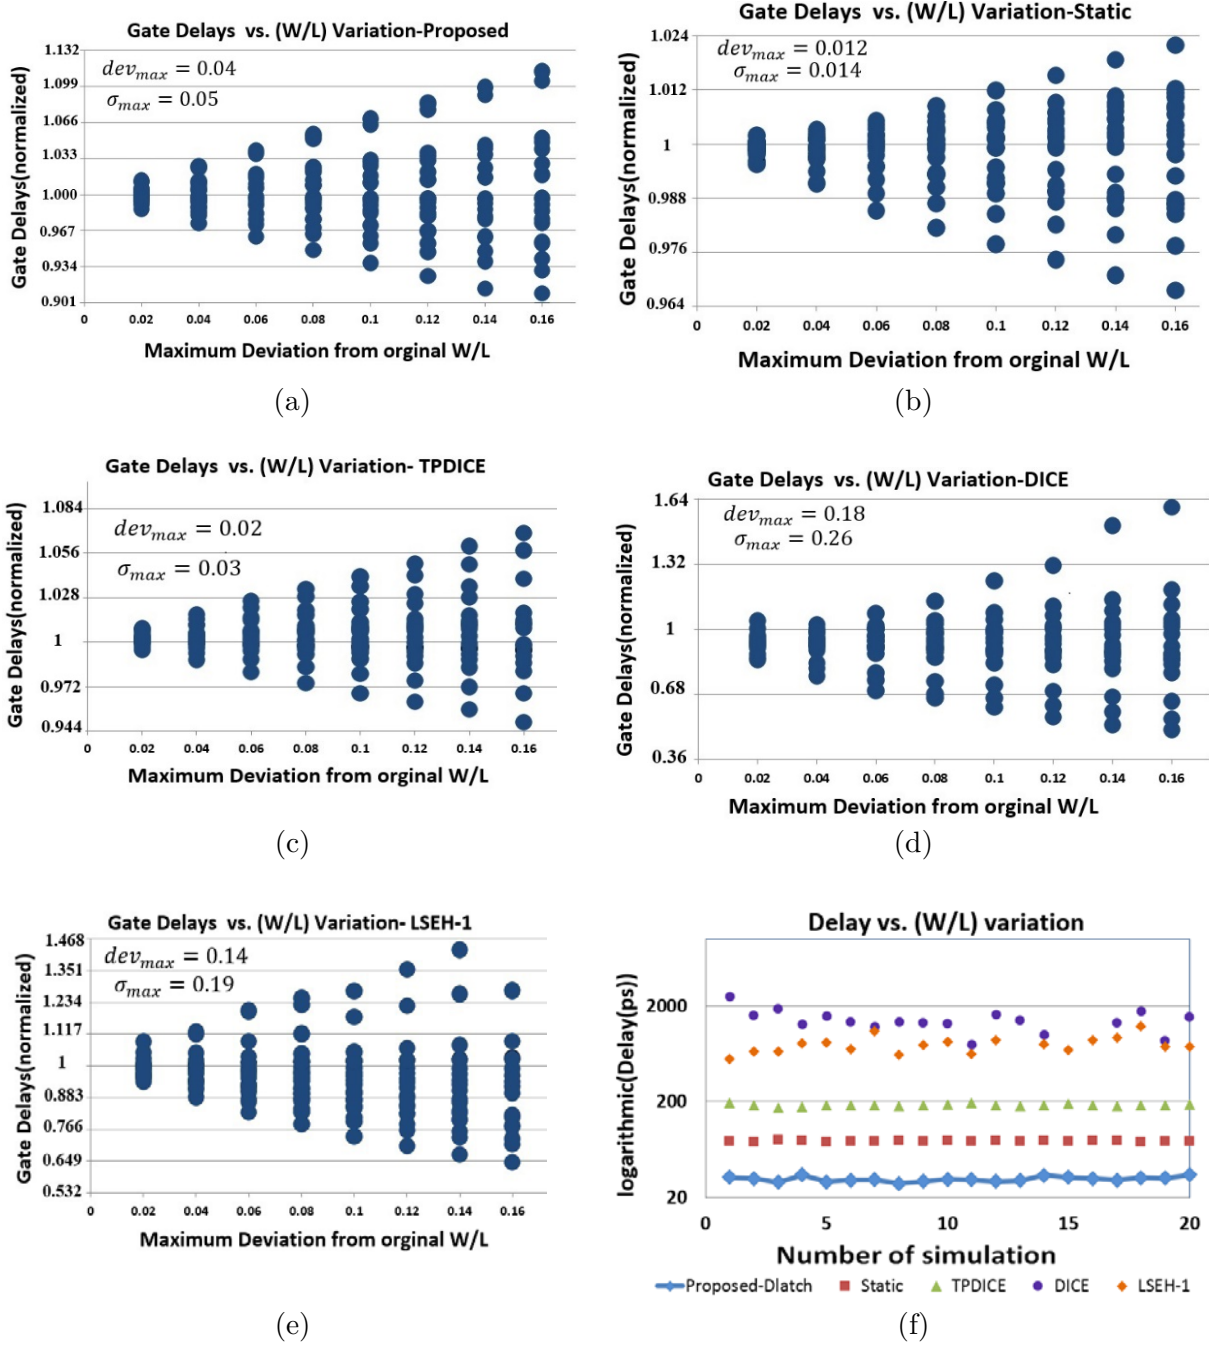 Gate Delays vs. (W/L) Variation-Proposed
dev_max = 0.04
σ_max = 0.05
Gate Delays(normalized)
1.132
1.099
1.066
1.033
1.000
0.967
0.934
0.901
0 0.02 0.04 0.06 0.08 0.1 0.12 0.14 0.16
Maximum Deviation from orginal W/L
(a)
Gate Delays vs. (W/L) Variation-Static
dev_max = 0.012
σ_max = 0.014
Gate Delays(normalized)
1.024
1.012
1
0.988
0.976
0.964
0 0.02 0.04 0.06 0.08 0.1 0.12 0.14 0.16
Maximum Deviation from orginal W/L
(b)
Gate Delays vs. (W/L) Variation- TPDICE
dev_max = 0.02
σ_max = 0.03
Gate Delays(normalized)
1.084
1.056
1.028
1
0.972
0.944
0 0.02 0.04 0.06 0.08 0.1 0.12 0.14 0.16
Maximum Deviation from orginal W/L
(c)
Gate Delays vs. (W/L) Variation-DICE
dev_max = 0.18
σ_max = 0.26
Gate Delays(normalized)
1.64
1.32
1
0.68
0.36
0 0.02 0.04 0.06 0.08 0.1 0.12 0.14 0.16
Maximum Deviation from orginal W/L
(d)
Gate Delays vs. (W/L) Variation- LSEH-1
dev_max = 0.14
σ_max = 0.19
Gate Delays(normalized)
1.468
1.351
1.234
1.117
1
0.883
0.766
0.649
0.532
0 0.02 0.04 0.06 0.08 0.10 0.12 0.14 0.16
Maximum Deviation from orginal W/L
(e)
Delay vs. (W/L) variation
logarithmic(Delay(ps))
2000
200
20
0 5 10 15 20
Number of simulation
Proposed-Dlatch Static TPDICE DICE LSEH-1
(f)